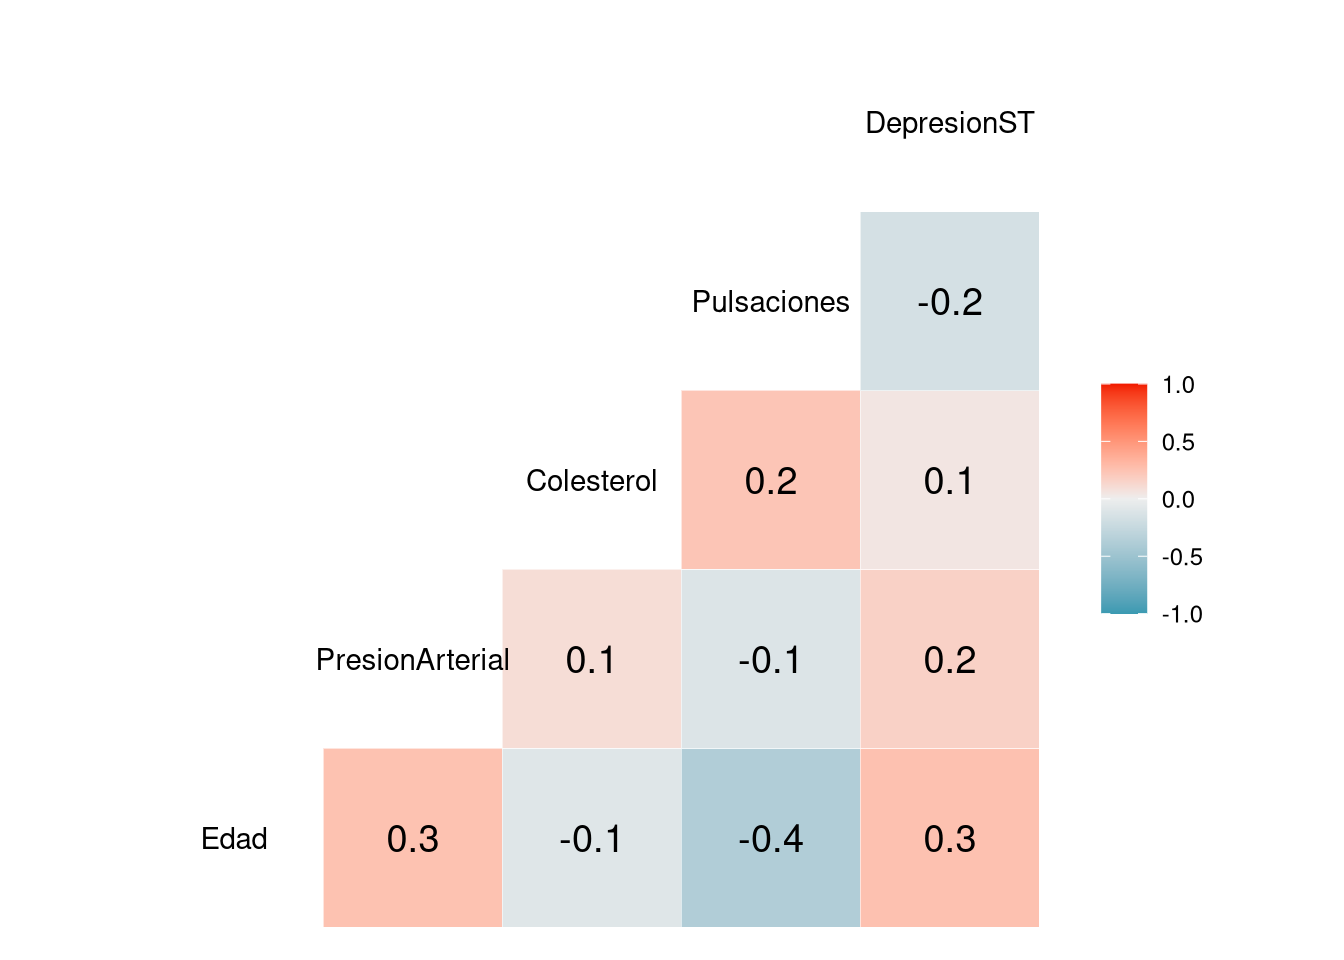 DepresionST
Pulsaciones -0.2
1.0
0.5
Colesterol 0.2 0.1
0.0
-0.5
-1.0
PresionArterial 0.1 -0.1 0.2
Edad 0.3 -0.1 -0.4 0.3